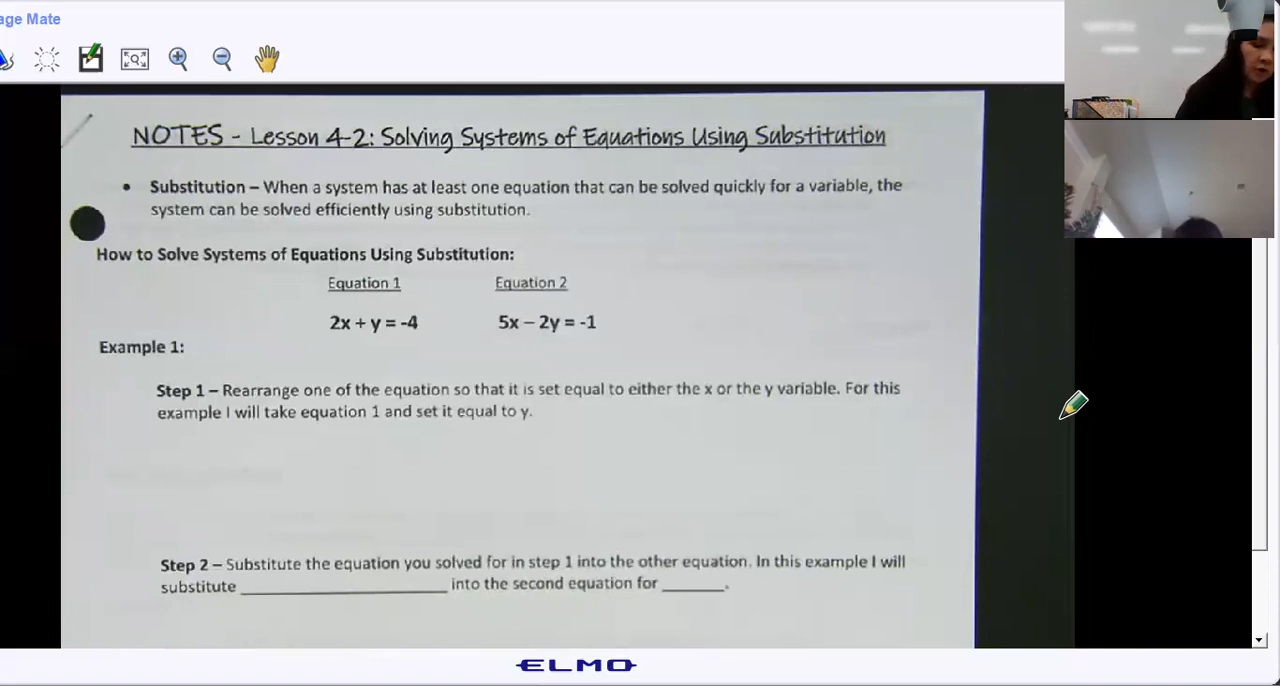 age Mate
NOTES - Lesson 4-2: Solving Systems of Equations Using Substitution
• Substitution – When a system has at least one equation that can be solved quickly for a variable, the
system can be solved efficiently using substitution.
How to Solve Systems of Equations Using Substitution:
Equation 1 Equation 2
2x + y = -4 5x – 2y = -1
Example 1:
Step 1 – Rearrange one of the equation so that it is set equal to either the x or the y variable. For this
example I will take equation 1 and set it equal to y.
Step 2 – Substitute the equation you solved for in step 1 into the other equation. In this example I will
substitute ____________________ into the second equation for ______.
ELMO